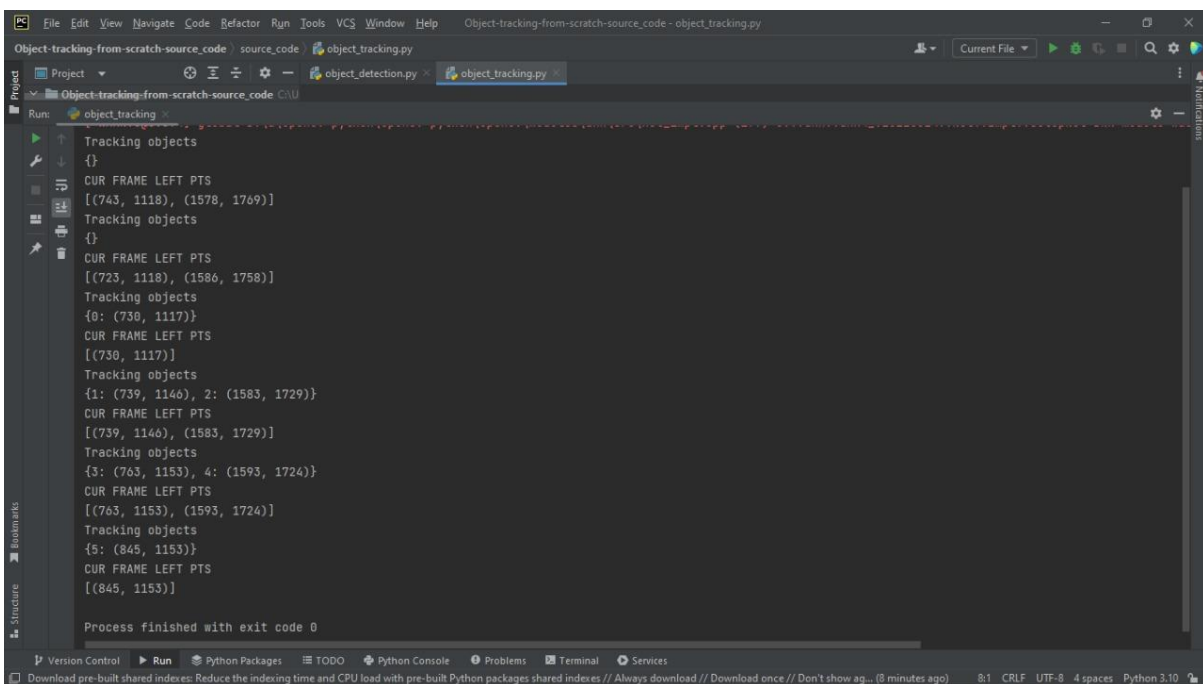 PC File Edit View Navigate Code Refactor Run Tools VCS Window Help Object-tracking-from-scratch-source_code - object_tracking.py
Object-tracking-from-scratch-source_code source_code object_tracking.py Current File
Project object_detection.py object_tracking.py
Project
Object-tracking-from-scratch-source_code C:\U
Notifications
Run: object_tracking
Tracking objects
{}
CUR FRAME LEFT PTS
[(743, 1118), (1578, 1769)]
Tracking objects
{}
CUR FRAME LEFT PTS
[(723, 1118), (1586, 1758)]
Tracking objects
{0: (730, 1117)}
CUR FRAME LEFT PTS
[(730, 1117)]
Tracking objects
{1: (739, 1146), 2: (1583, 1729)}
CUR FRAME LEFT PTS
[(739, 1146), (1583, 1729)]
Tracking objects
{3: (763, 1153), 4: (1593, 1724)}
CUR FRAME LEFT PTS
[(763, 1153), (1593, 1724)]
Tracking objects
{5: (845, 1153)}
CUR FRAME LEFT PTS
[(845, 1153)]
Process finished with exit code 0
Bookmarks
Structure
Version Control Run Python Packages TODO Python Console Problems Terminal Services
Download pre-built shared indexes: Reduce the indexing time and CPU load with pre-built Python packages shared indexes // Always download // Download once // Don't show ag... (8 minutes ago) 8:1 CRLF UTF-8 4 spaces Python 3.10